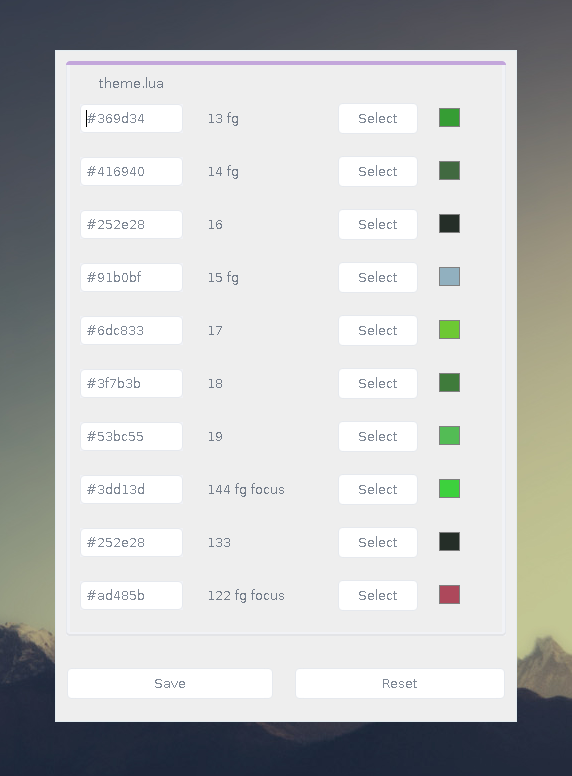 theme.lua
#369d34 13 fg Select
#416940 14 fg Select
#252e28 16 Select
#91b0bf 15 fg Select
#6dc833 17 Select
#3f7b3b 18 Select
#53bc55 19 Select
#3dd13d 144 fg focus Select
#252e28 133 Select
#ad485b 122 fg focus Select
Save Reset